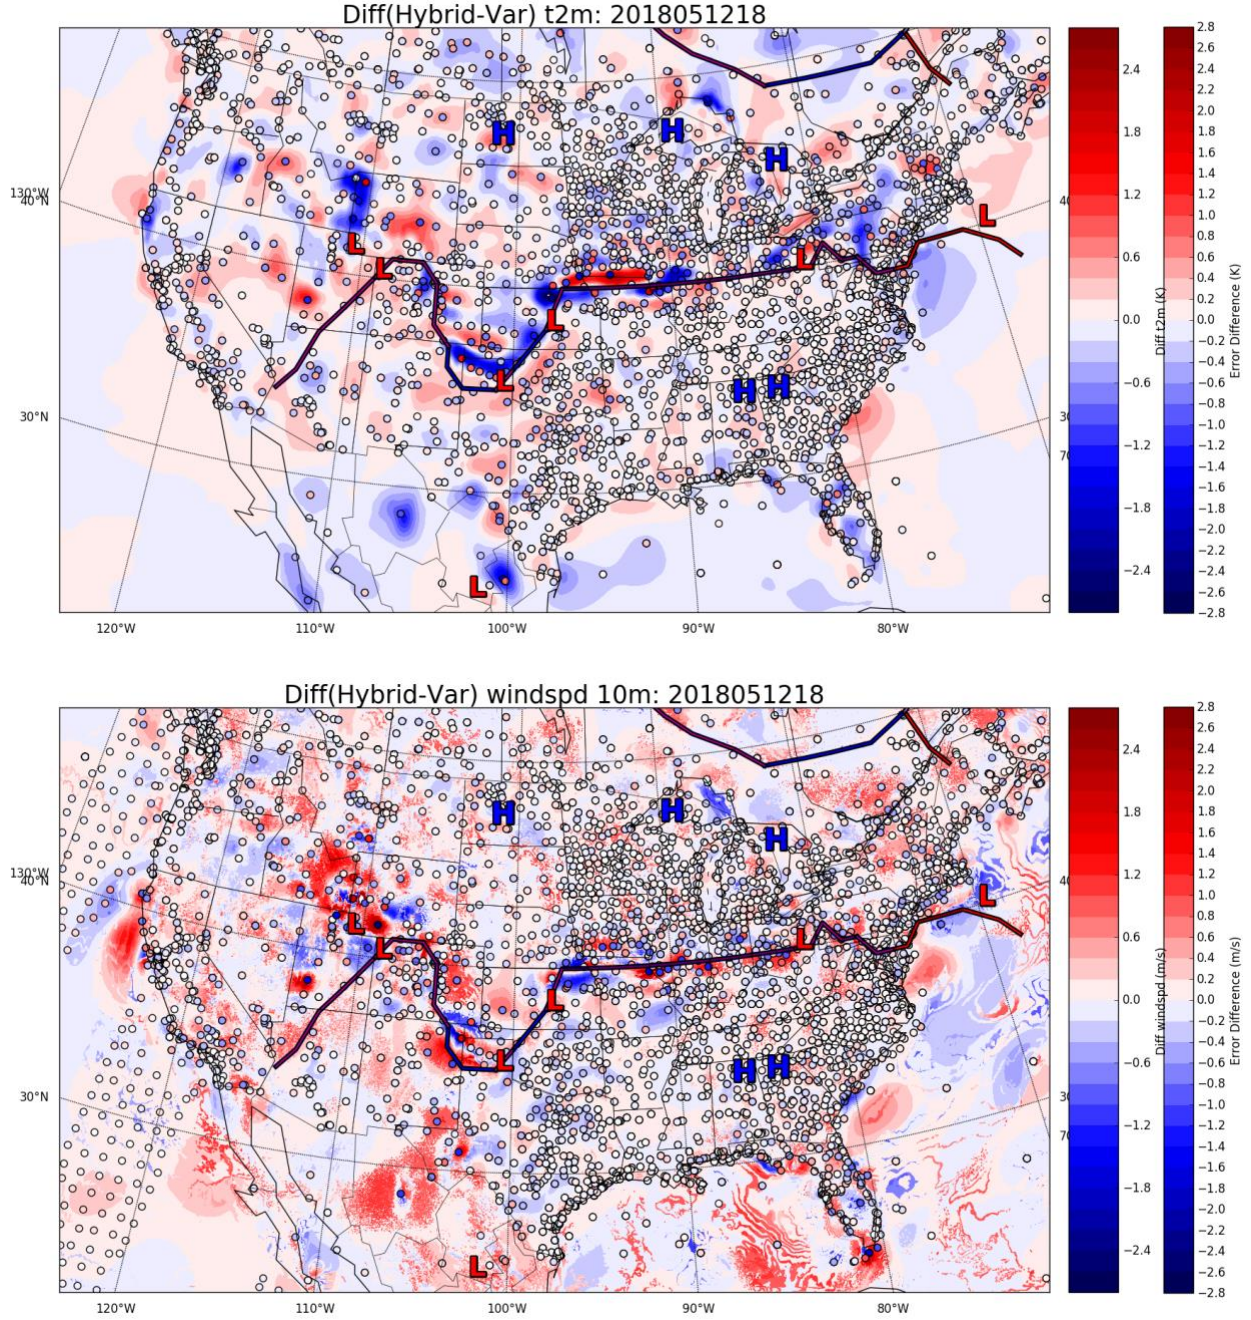 Diff(Hybrid-Var) t2m: 2018051218
130°W
40°N
30°N
120°W
110°W
100°W
90°W
80°W
40
30
70
H
H
H
L
L
L
L
L
L
H
H
L
2.4
1.8
1.2
0.6
0.0
−0.6
−1.2
−1.8
−2.4
Diff t2m (K)
2.8
2.6
2.4
2.2
2.0
1.8
1.6
1.4
1.2
1.0
0.8
0.6
0.4
0.2
0.0
−0.2
−0.4
−0.6
−0.8
−1.0
−1.2
−1.4
−1.6
−1.8
−2.0
−2.2
−2.4
−2.6
−2.8
Error Difference (K)
Diff(Hybrid-Var) windspd 10m: 2018051218
130°W
40°N
30°N
120°W
110°W
100°W
90°W
80°W
40
30
70
H
H
H
L
L
L
L
L
L
H
H
L
2.4
1.8
1.2
0.6
0.0
−0.6
−1.2
−1.8
−2.4
Diff windspd (m/s)
2.8
2.6
2.4
2.2
2.0
1.8
1.6
1.4
1.2
1.0
0.8
0.6
0.4
0.2
0.0
−0.2
−0.4
−0.6
−0.8
−1.0
−1.2
−1.4
−1.6
−1.8
−2.0
−2.2
−2.4
−2.6
−2.8
Error Difference (m/s)